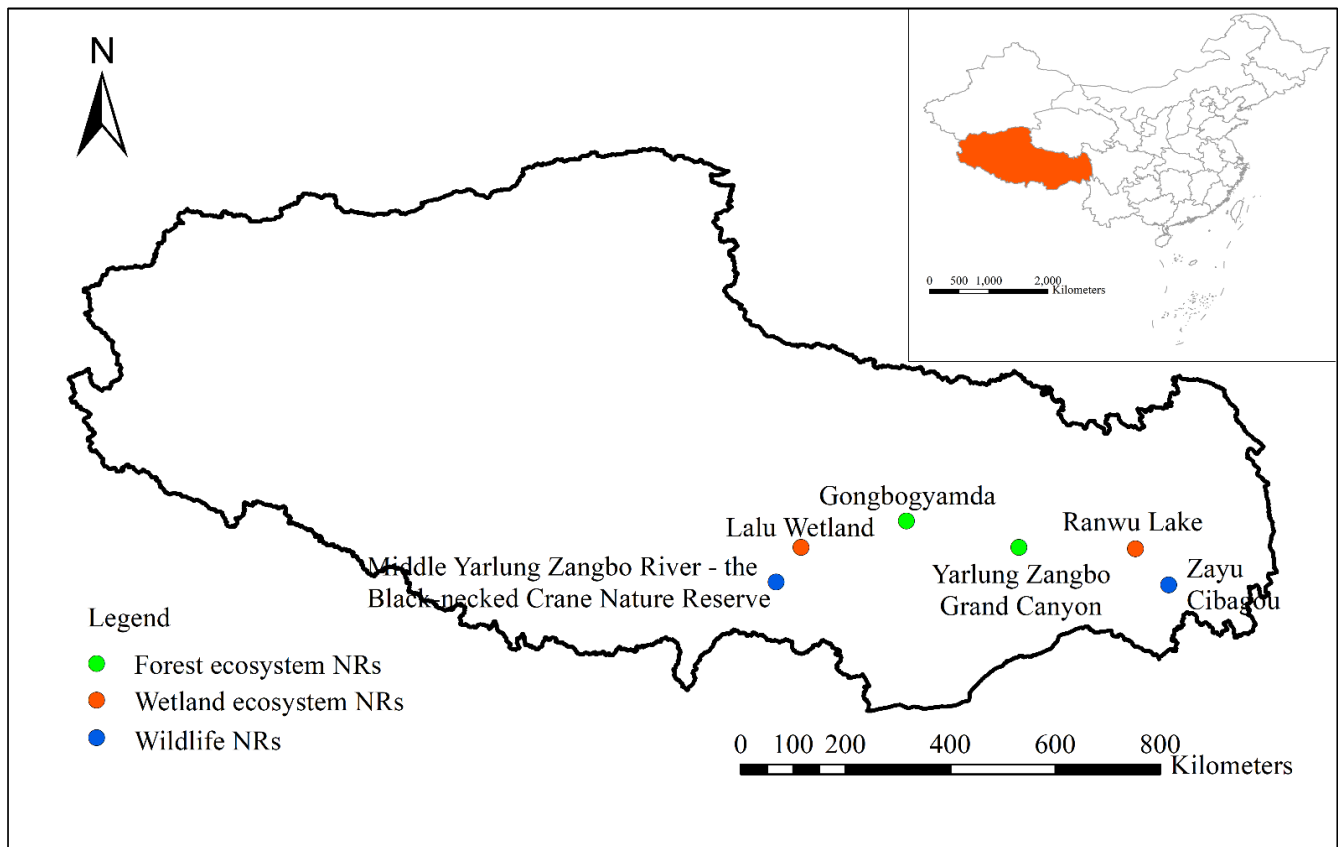 N
0 500 1,000 2,000
Kilometers
Gongbogyamda
Lalu Wetland
Ranwu Lake
Middle Yarlung Zangbo River - the
Black-necked Crane Nature Reserve
Yarlung Zangbo
Grand Canyon
Zayu
Cibagou
Legend
Forest ecosystem NRs
Wetland ecosystem NRs
Wildlife NRs
0 100 200 400 600 800
Kilometers